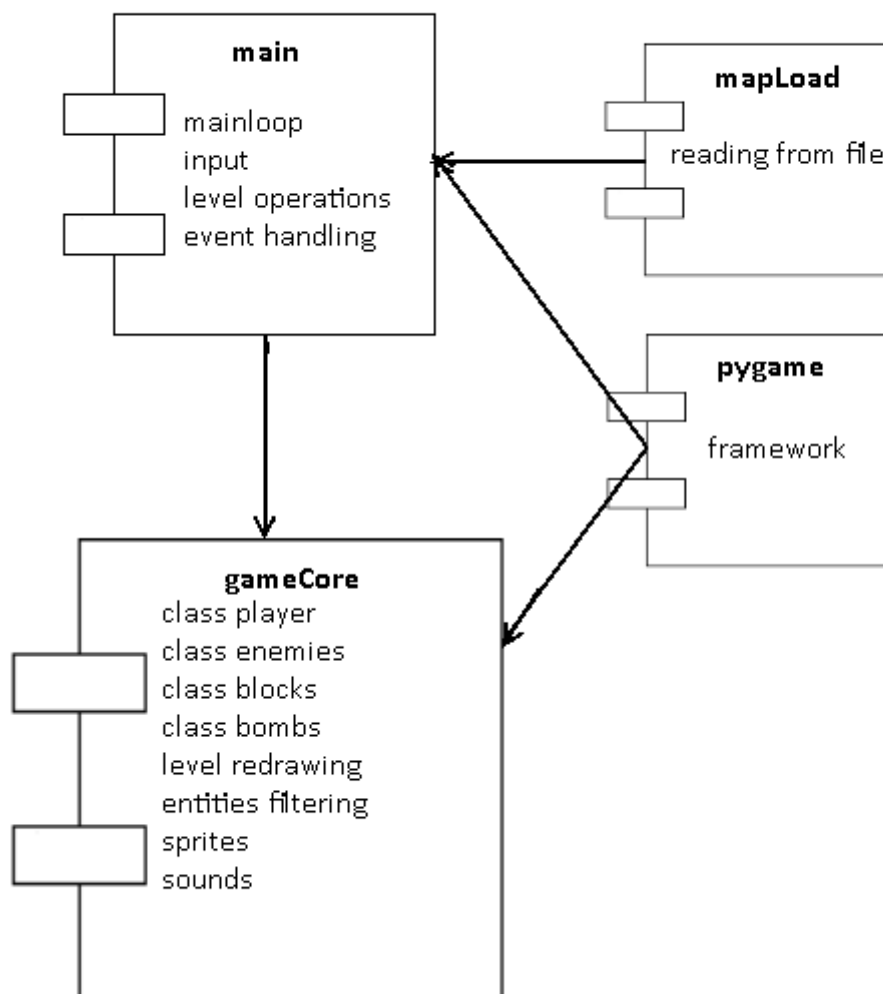 main
mainloop
input
level operations
event handling
mapLoad
reading from file
pygame
framework
gameCore
class player
class enemies
class blocks
class bombs
level redrawing
entities filtering
sprites
sounds